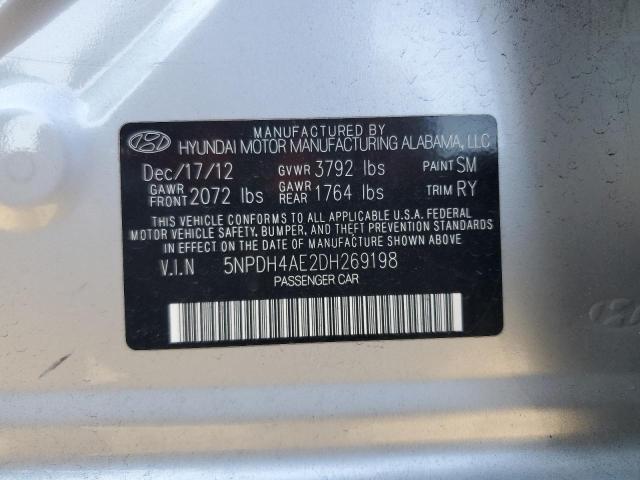 MANUFACTURED BY
HYUNDAI MOTOR MANUFACTURING ALABAMA, LLC
Dec/17/12 GVWR 3792 lbs PAINT SM
GAWR FRONT 2072 lbs GAWR REAR 1764 lbs TRIM RY
THIS VEHICLE CONFORMS TO ALL APPLICABLE U.S.A. FEDERAL
MOTOR VEHICLE SAFETY, BUMPER, AND THEFT PREVENTION STANDARDS
IN EFFECT ON THE DATE OF MANUFACTURE SHOWN ABOVE
V.I.N 5NPDH4AE2DH269198
PASSENGER CAR